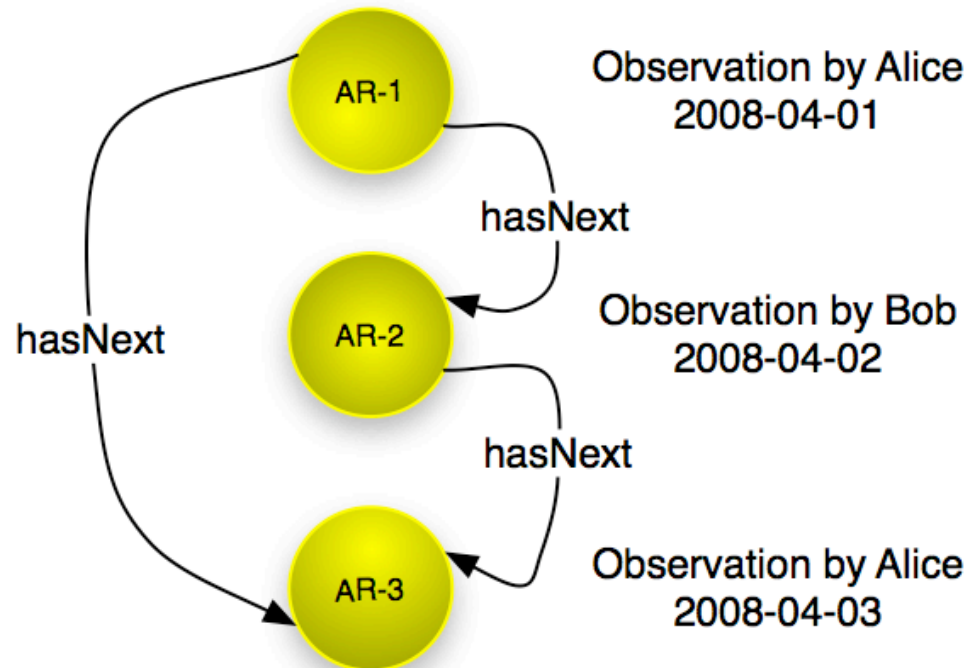 AR-1
Observation by Alice
2008-04-01
hasNext
AR-2
Observation by Bob
2008-04-02
hasNext
hasNext
AR-3
Observation by Alice
2008-04-03